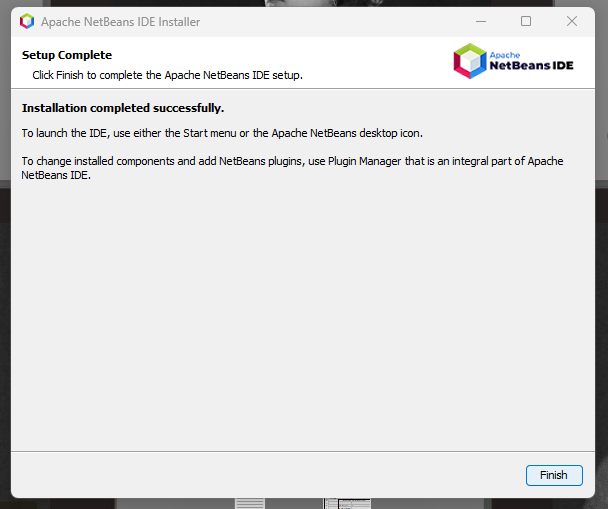 Apache NetBeans IDE Installer
Setup Complete
Click Finish to complete the Apache NetBeans IDE setup.
Apache
NetBeans IDE
Installation completed successfully.
To launch the IDE, use either the Start menu or the Apache NetBeans desktop icon.
To change installed components and add NetBeans plugins, use Plugin Manager that is an integral part of Apache
NetBeans IDE.
Finish